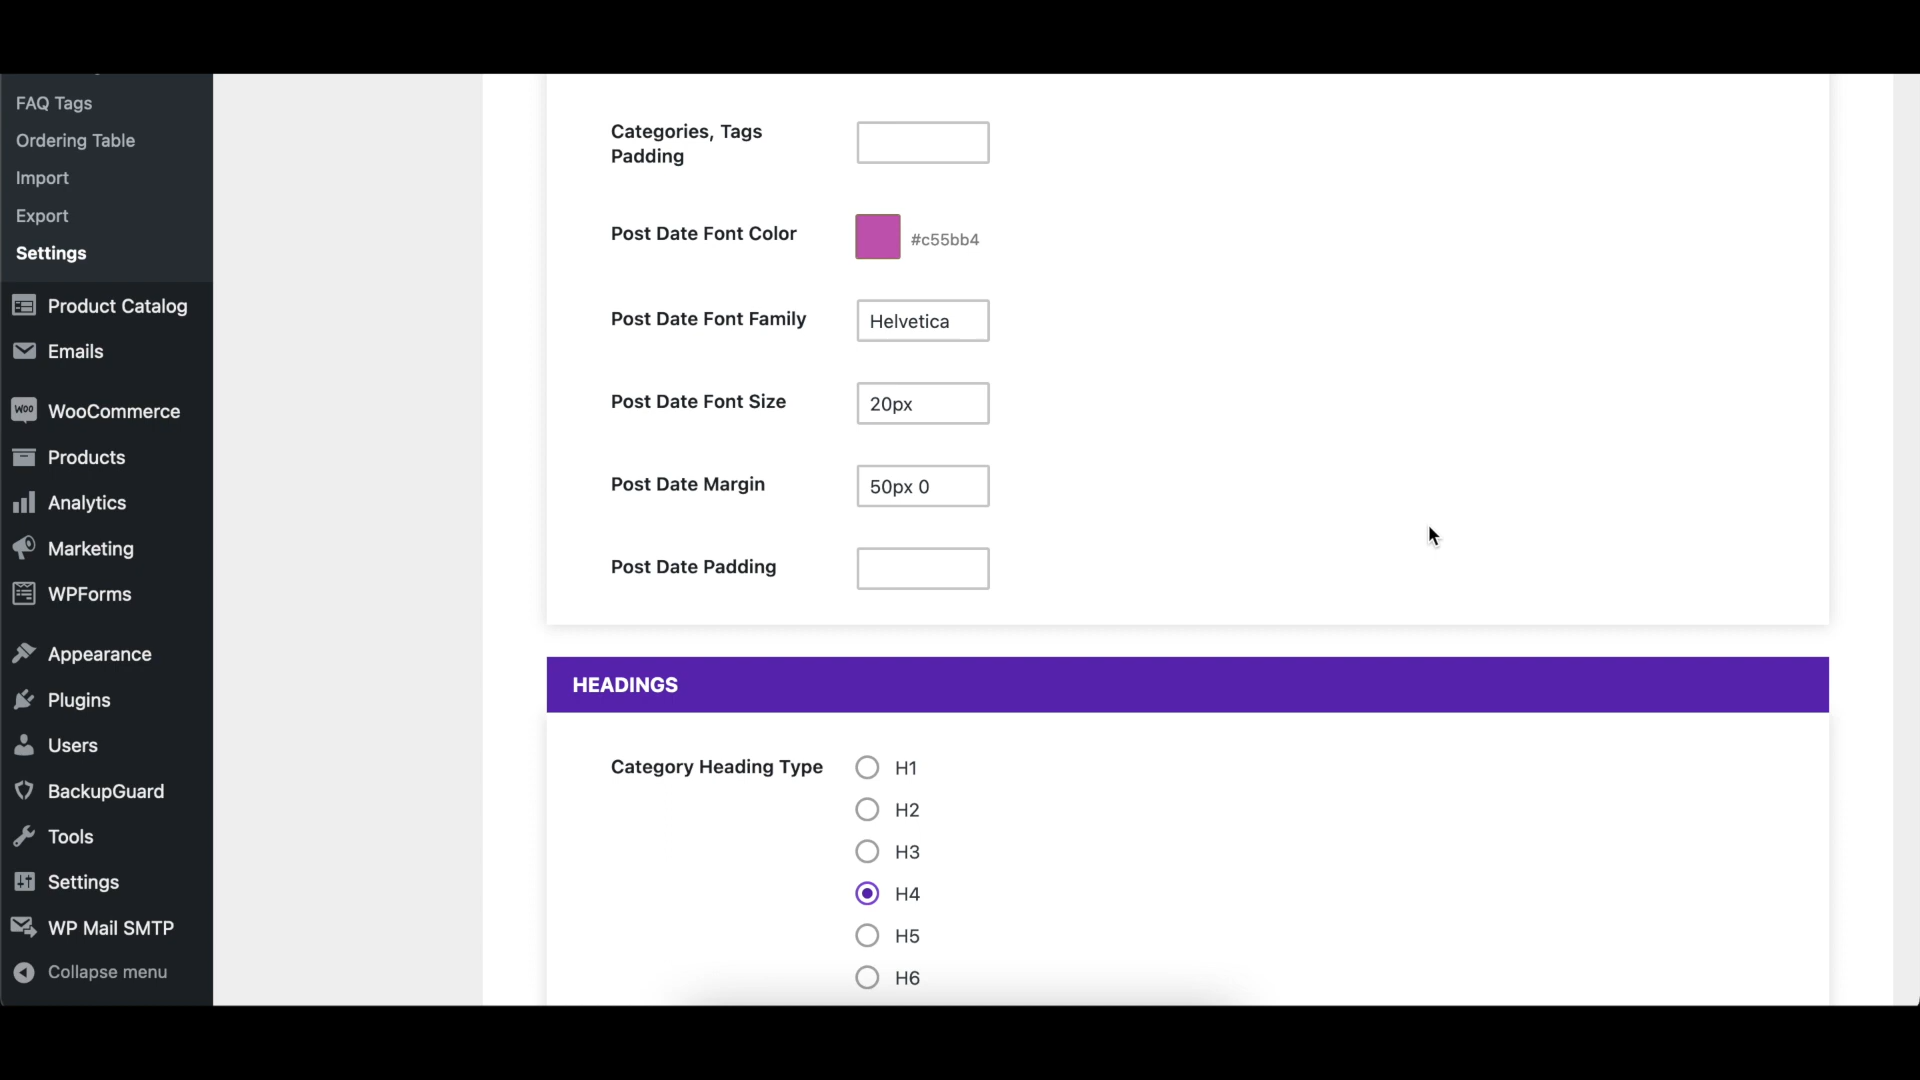 FAQ Tags
Ordering Table
Import
Export
Settings
Product Catalog
Emails
WooCommerce
Products
Analytics
Marketing
WPForms
Appearance
Plugins
Users
BackupGuard
Tools
Settings
WP Mail SMTP
Collapse menu
Categories, Tags
Padding
Post Date Font Color
#c55bb4
Post Date Font Family
Helvetica
Post Date Font Size
20px
Post Date Margin
50px 0
Post Date Padding
HEADINGS
Category Heading Type
H1
H2
H3
H4
H5
H6